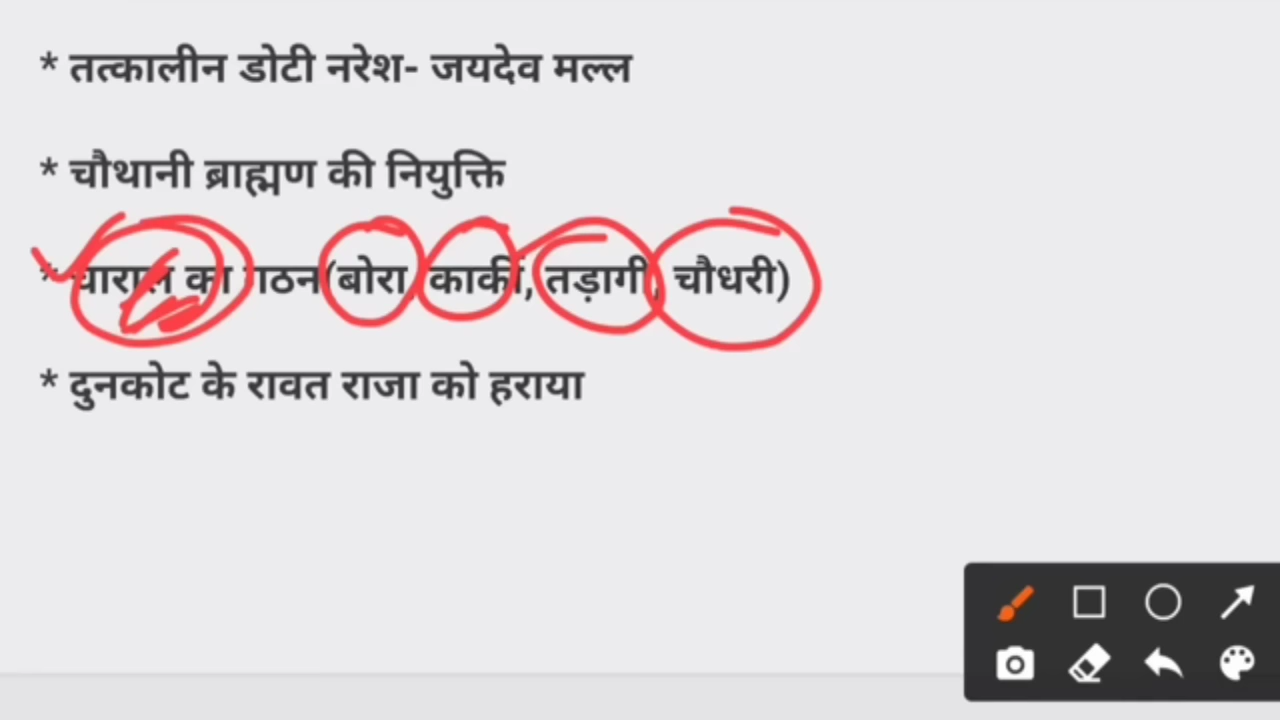 * तत्कालीन डोटी नरेश- जयदेव मल्ल
* चौथानी ब्राह्मण की नियुक्ति
* चाराल का गठन(बोरा, कार्की, तड़ागी, चौधरी)
* दुनकोट के रावत राजा को हराया